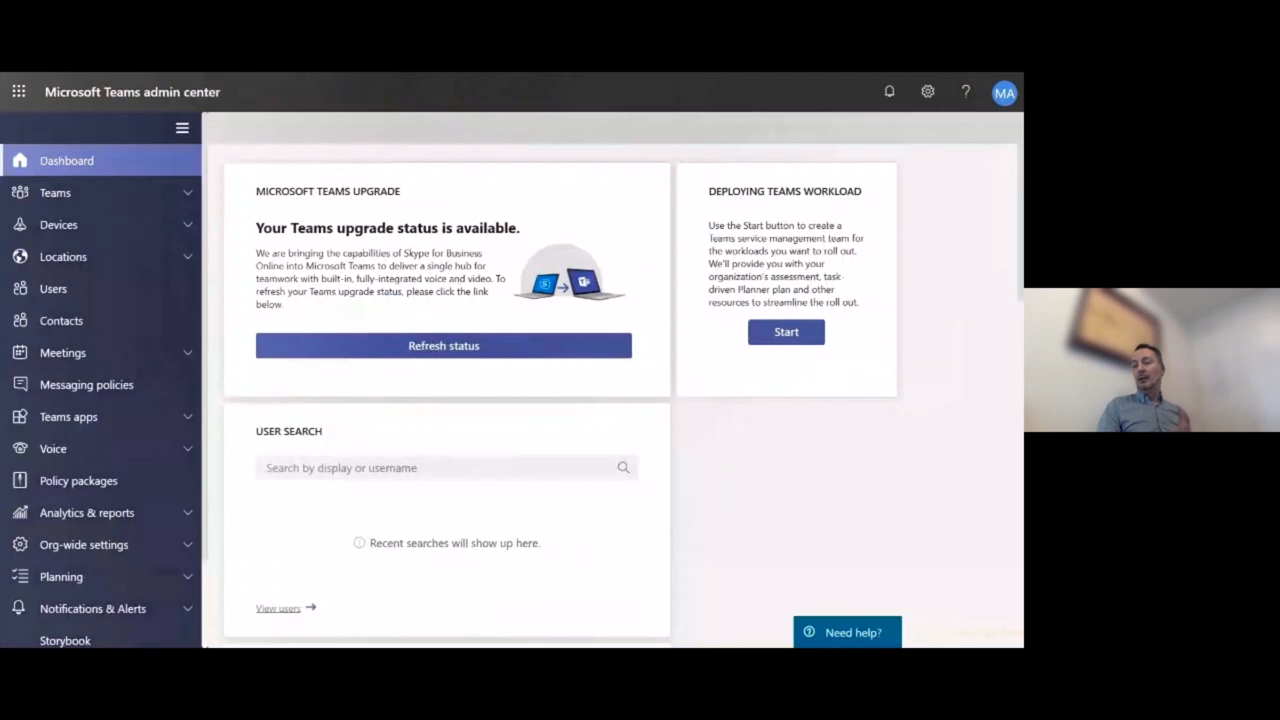 Microsoft Teams admin center
?
MA
Dashboard
Teams
Devices
Locations
Users
Contacts
Meetings
Messaging policies
Teams apps
Voice
Policy packages
Analytics & reports
Org-wide settings
Planning
Notifications & Alerts
Storybook
MICROSOFT TEAMS UPGRADE
Your Teams upgrade status is available.
We are bringing the capabilities of Skype for Business
Online into Microsoft Teams to deliver a single hub for
teamwork with built-in, fully-integrated voice and video. To
refresh your Teams upgrade status, please click the link
below.
S
Refresh status
DEPLOYING TEAMS WORKLOAD
Use the Start button to create a
Teams service management team for
the workloads you want to roll out.
We'll provide you with your
organization's assessment, task-
driven Planner plan and other
resources to streamline the roll out.
Start
USER SEARCH
Search by display or username
Recent searches will show up here.
View users
Need help?